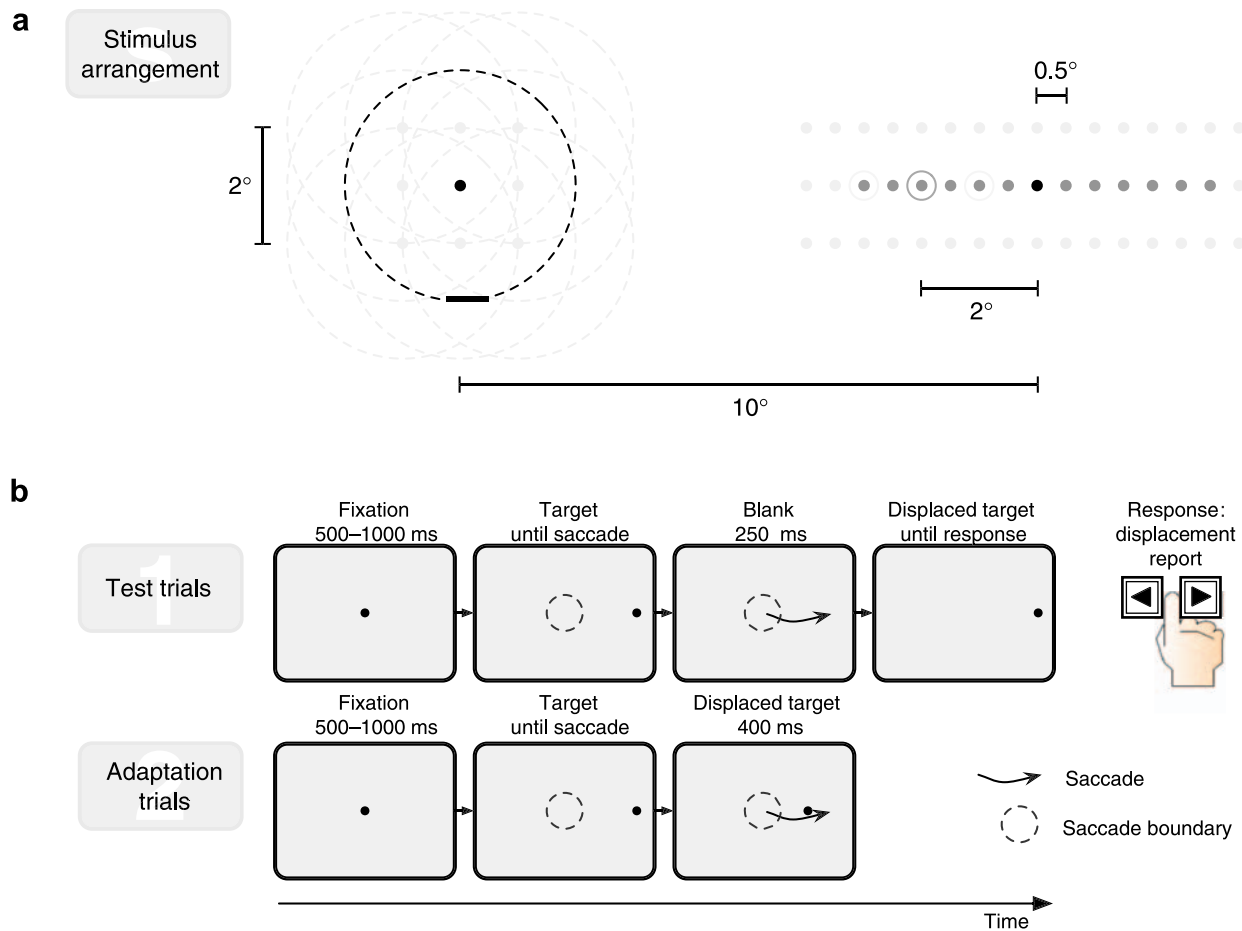 a
Stimulus
arrangement
0.5°
2°
2°
10°
b
Fixation
500–1000 ms
Target
until saccade
Blank
250 ms
Displaced target
until response
Response:
displacement
report
1
Test trials
Fixation
500–1000 ms
Target
until saccade
Displaced target
400 ms
2
Adaptation
trials
Saccade
Saccade boundary
Time